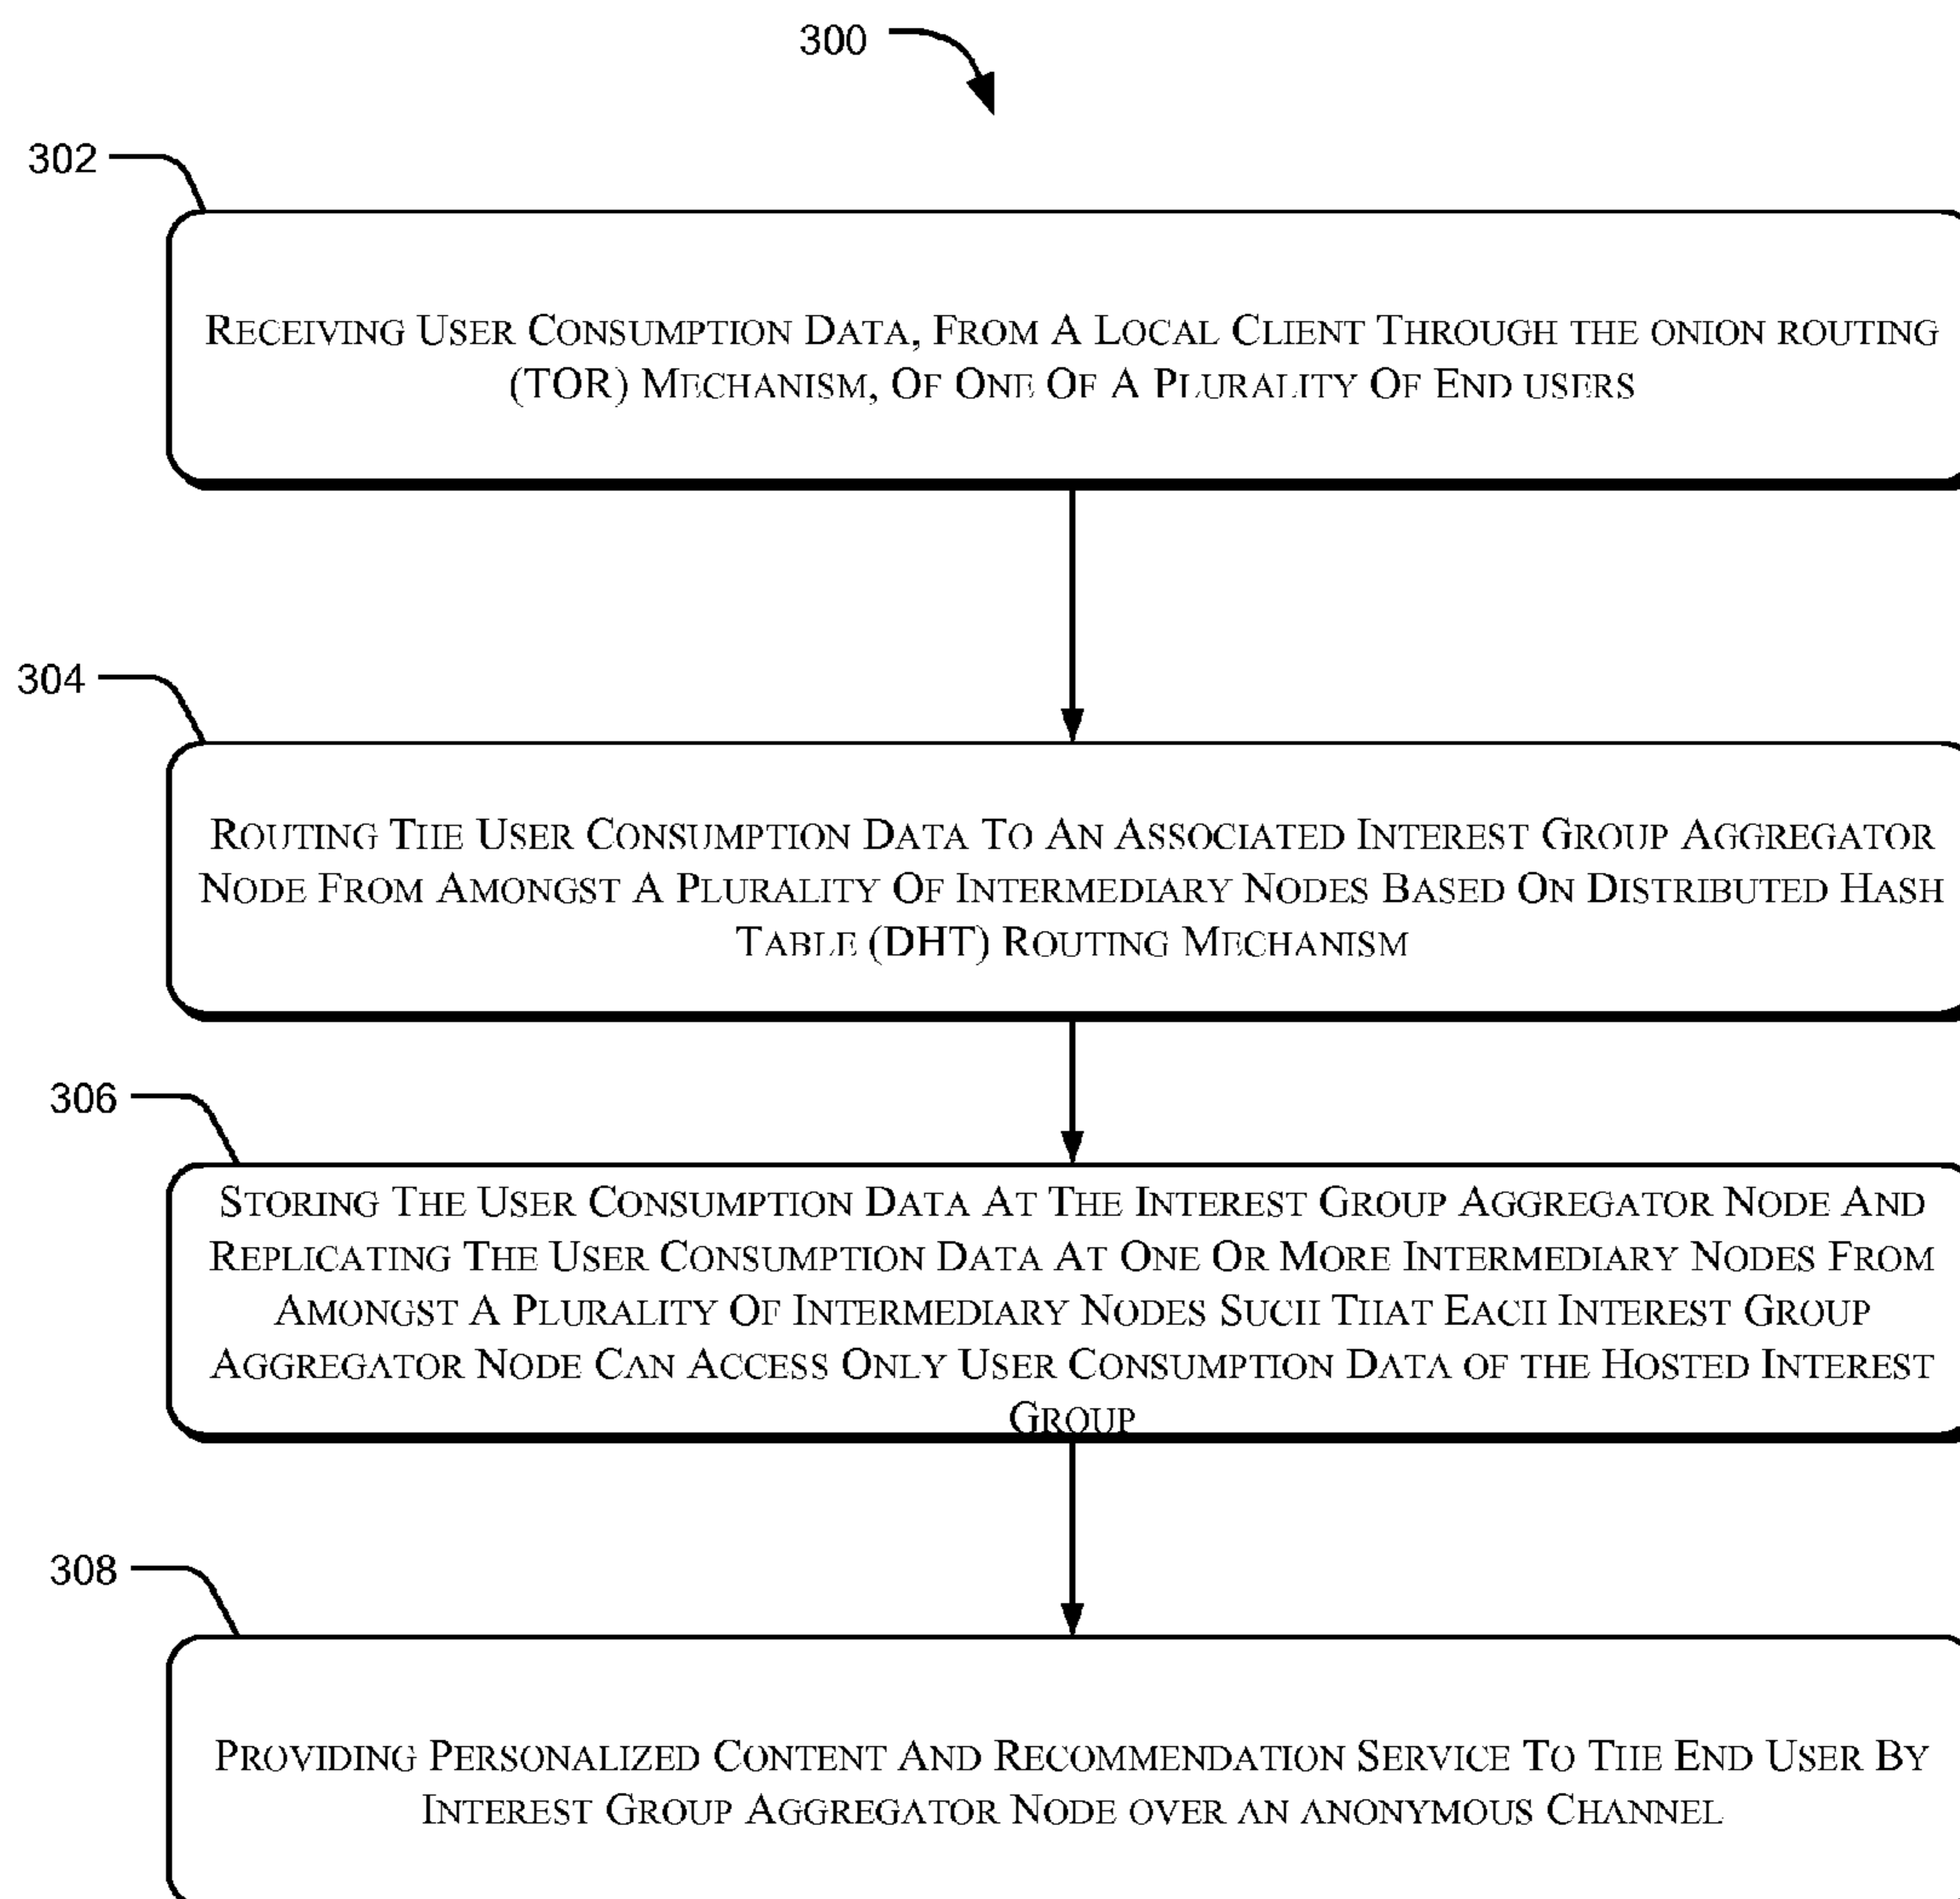 300
302
RECEIVING USER CONSUMPTION DATA, FROM A LOCAL CLIENT THROUGH THE ONION ROUTING
(TOR) MECHANISM, OF ONE OF A PLURALITY OF END USERS
304
ROUTING THE USER CONSUMPTION DATA TO AN ASSOCIATED INTEREST GROUP AGGREGATOR
NODE FROM AMONGST A PLURALITY OF INTERMEDIARY NODES BASED ON DISTRIBUTED HASH
TABLE (DHT) ROUTING MECHANISM
306
STORING THE USER CONSUMPTION DATA AT THE INTEREST GROUP AGGREGATOR NODE AND
REPLICATING THE USER CONSUMPTION DATA AT ONE OR MORE INTERMEDIARY NODES FROM
AMONGST A PLURALITY OF INTERMEDIARY NODES SUCH THAT EACH INTEREST GROUP
AGGREGATOR NODE CAN ACCESS ONLY USER CONSUMPTION DATA OF THE HOSTED INTEREST
GROUP
308
PROVIDING PERSONALIZED CONTENT AND RECOMMENDATION SERVICE TO THE END USER BY
INTEREST GROUP AGGREGATOR NODE OVER AN ANONYMOUS CHANNEL